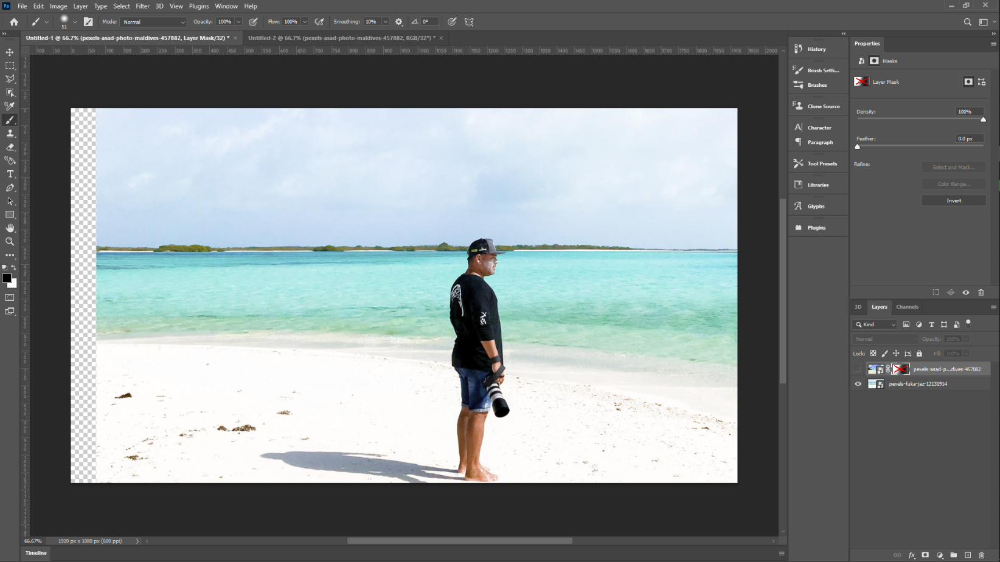 Ps File Edit Image Layer Type Select Filter 3D View Plugins Window Help
51 Mode: Normal Opacity: 100% Flow: 100% Smoothing: 10% 0°
Untitled-1 @ 66.7% (pexels-asad-photo-maldives-457882, Layer Mask/32) * × Untitled-2 @ 66.7% (pexels-asad-photo-maldives-457882, RGB/32*) * ×
100 50 0 50 100 150 200 250 300 350 400 450 500 550 600 650 700 750 800 850 900 950 1000 1050 1100 1150 1200 1250 1300 1350 1400 1450 1500 1550 1600 1650 1700 1750 1800 1850 1900 1950 2000
History
Brush Setti...
Brushes
Clone Source
Character
Paragraph
Tool Presets
Libraries
Glyphs
Plugins
Properties
Masks
Layer Mask
Density: 100%
Feather: 0.0 px
Refine: Select and Mask...
Color Range...
Invert
3D Layers Channels
Kind
Normal Opacity: 100%
Lock: Fill: 100%
pexels-asad-p...dives-457882
pexels-fuka-jaz-12131914
66.67% 1920 px x 1080 px (600 ppi)
Timeline